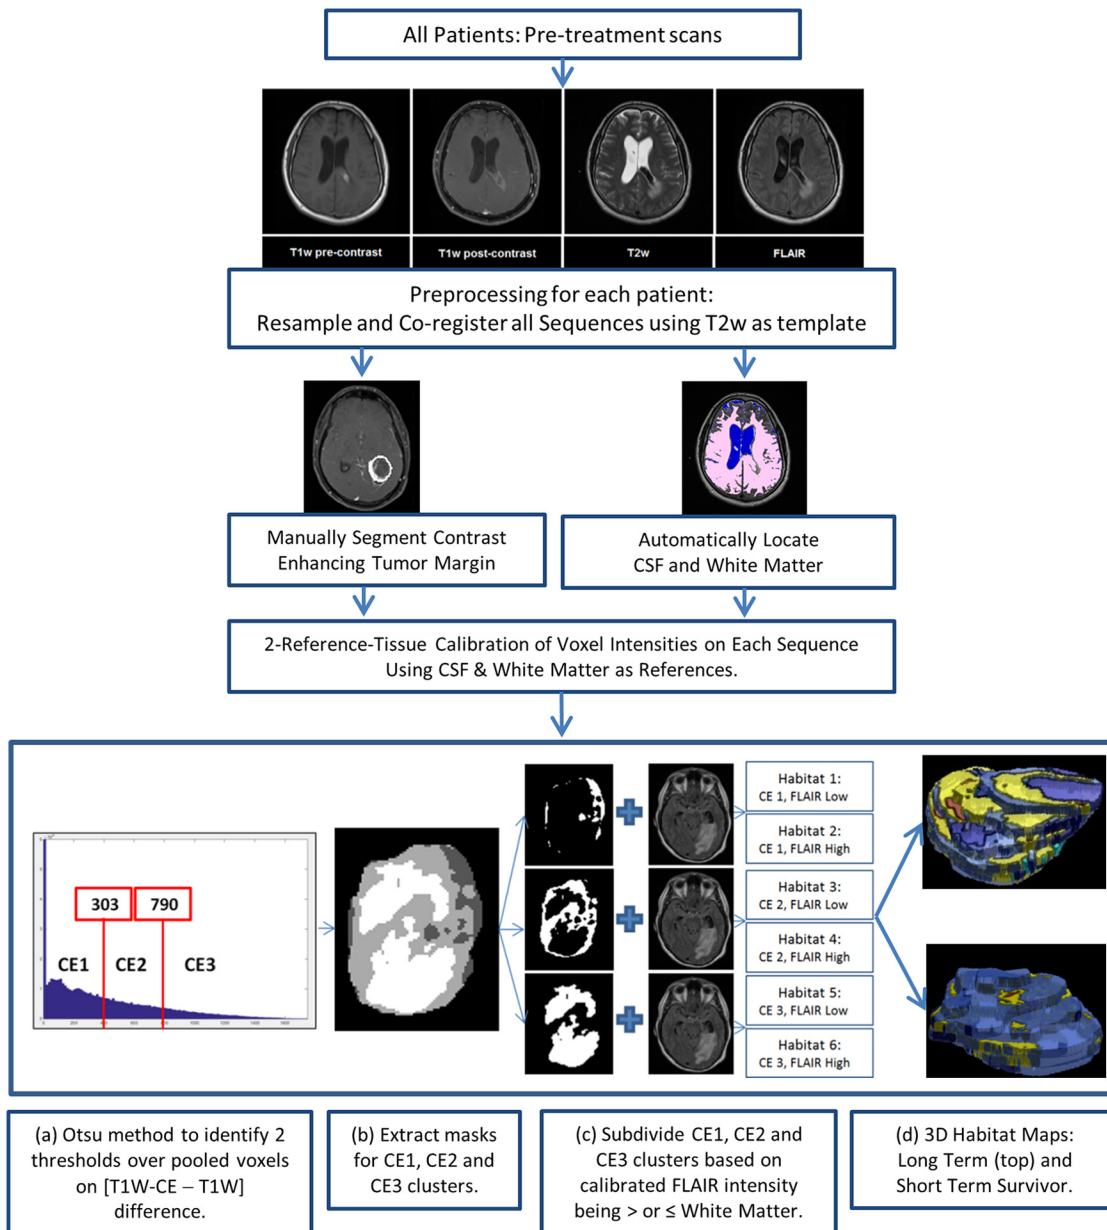 All Patients: Pre-treatment scans
T1w pre-contrast
T1w post-contrast
T2w
FLAIR
Preprocessing for each patient:
Resample and Co-register all Sequences using T2w as template
Manually Segment Contrast
Enhancing Tumor Margin
Automatically Locate
CSF and White Matter
2-Reference-Tissue Calibration of Voxel Intensities on Each Sequence
Using CSF & White Matter as References.
303
790
CE1
CE2
CE3
Habitat 1:
CE 1, FLAIR Low
Habitat 2:
CE 1, FLAIR High
Habitat 3:
CE 2, FLAIR Low
Habitat 4:
CE 2, FLAIR High
Habitat 5:
CE 3, FLAIR Low
Habitat 6:
CE 3, FLAIR High
(a) Otsu method to identify 2
thresholds over pooled voxels
on [T1W-CE – T1W]
difference.
(b) Extract masks
for CE1, CE2 and
CE3 clusters.
(c) Subdivide CE1, CE2 and
CE3 clusters based on
calibrated FLAIR intensity
being > or ≤ White Matter.
(d) 3D Habitat Maps:
Long Term (top) and
Short Term Survivor.